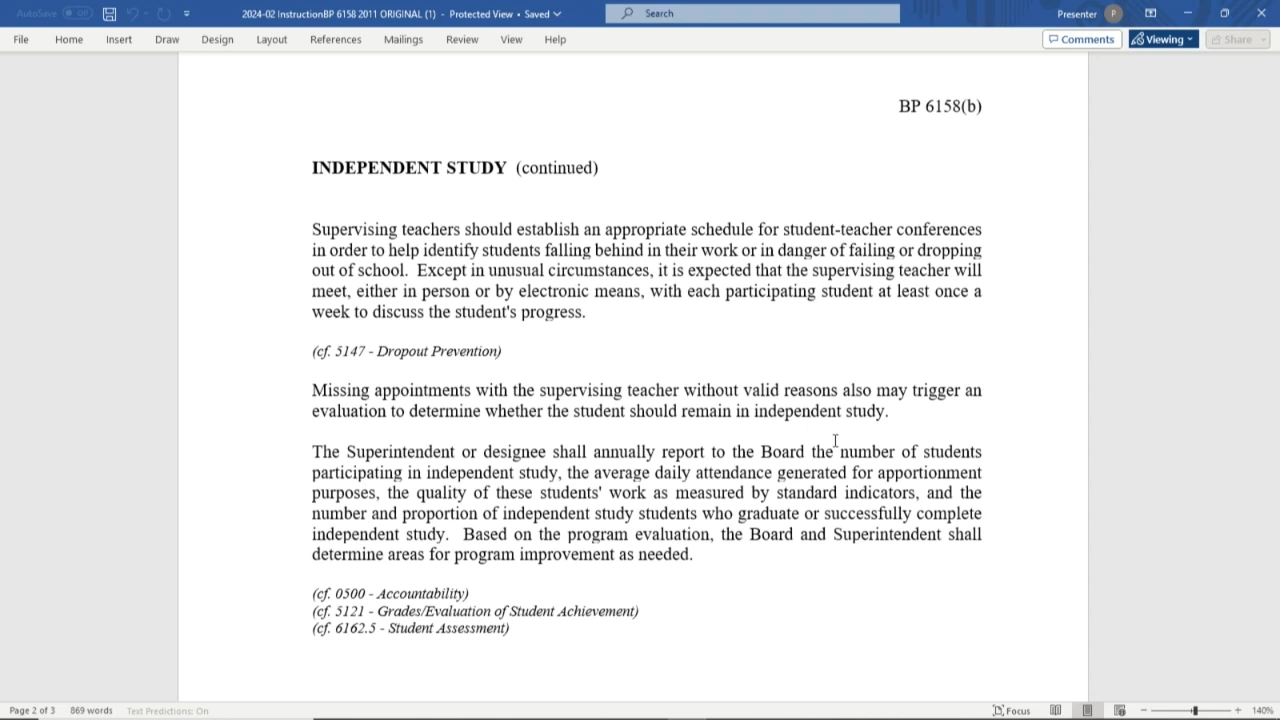 AutoSave Off 2024-02 InstructionBP 6158 2011 ORIGINAL (1) - Protected View • Saved Search Presenter P
File Home Insert Draw Design Layout References Mailings Review View Help Comments Viewing Share
BP 6158(b)
INDEPENDENT STUDY (continued)
Supervising teachers should establish an appropriate schedule for student-teacher conferences
in order to help identify students falling behind in their work or in danger of failing or dropping
out of school. Except in unusual circumstances, it is expected that the supervising teacher will
meet, either in person or by electronic means, with each participating student at least once a
week to discuss the student's progress.
(cf. 5147 - Dropout Prevention)
Missing appointments with the supervising teacher without valid reasons also may trigger an
evaluation to determine whether the student should remain in independent study.
The Superintendent or designee shall annually report to the Board the number of students
participating in independent study, the average daily attendance generated for apportionment
purposes, the quality of these students' work as measured by standard indicators, and the
number and proportion of independent study students who graduate or successfully complete
independent study. Based on the program evaluation, the Board and Superintendent shall
determine areas for program improvement as needed.
(cf. 0500 - Accountability)
(cf. 5121 - Grades/Evaluation of Student Achievement)
(cf. 6162.5 - Student Assessment)
Page 2 of 3 869 words Text Predictions: On Focus 140%